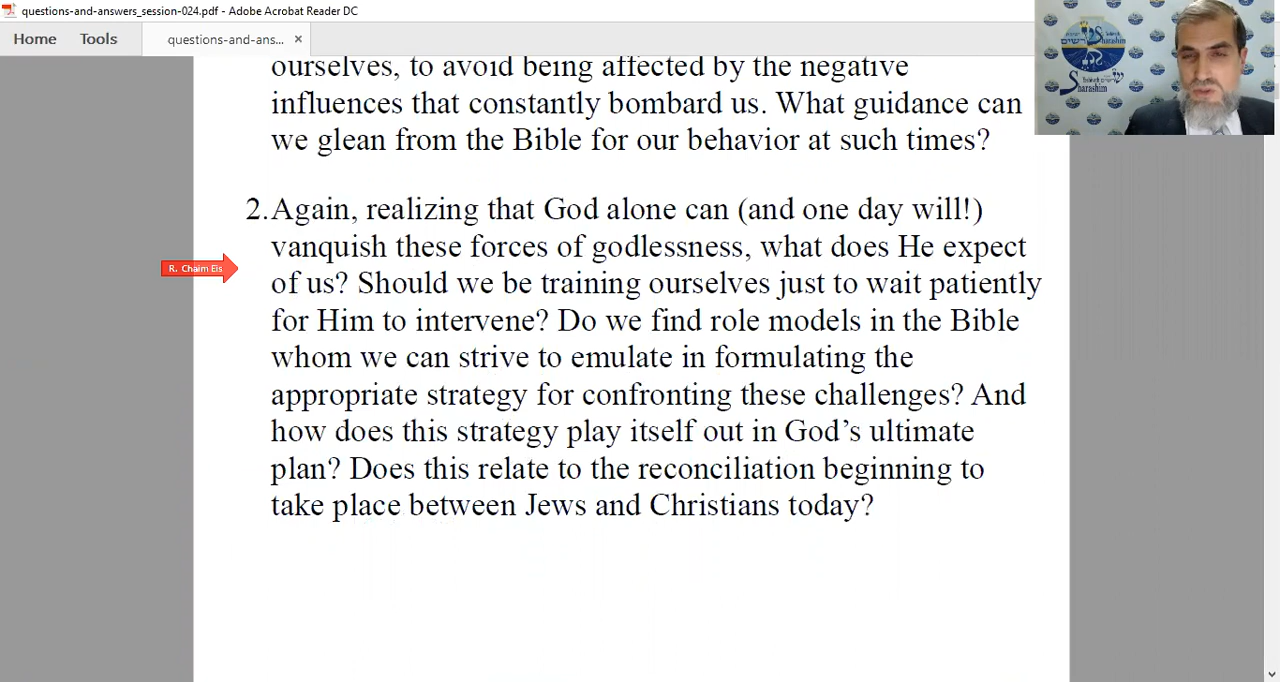 questions-and-answers_session-024.pdf - Adobe Acrobat Reader DC
Home Tools questions-and-ans... ×
ourselves, to avoid being affected by the negative
influences that constantly bombard us. What guidance can
we glean from the Bible for our behavior at such times?
2. Again, realizing that God alone can (and one day will!)
vanquish these forces of godlessness, what does He expect
R. Chaim Eis
of us? Should we be training ourselves just to wait patiently
for Him to intervene? Do we find role models in the Bible
whom we can strive to emulate in formulating the
appropriate strategy for confronting these challenges? And
how does this strategy play itself out in God’s ultimate
plan? Does this relate to the reconciliation beginning to
take place between Jews and Christians today?
Sharashim